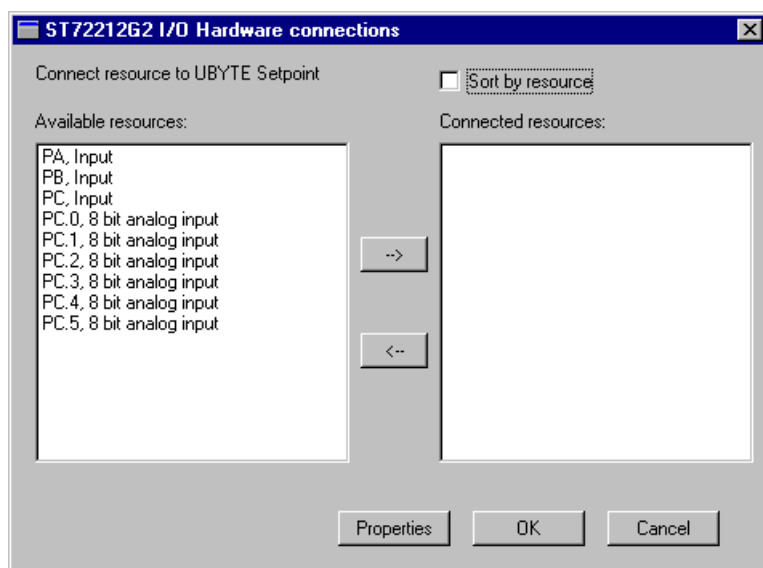 ST72212G2 I/O Hardware connections
Connect resource to UBYTE Setpoint
Sort by resource
Available resources:
Connected resources:
PA, Input
PB, Input
PC, Input
PC.0, 8 bit analog input
PC.1, 8 bit analog input
PC.2, 8 bit analog input
PC.3, 8 bit analog input
PC.4, 8 bit analog input
PC.5, 8 bit analog input
-->
<--
Properties
OK
Cancel